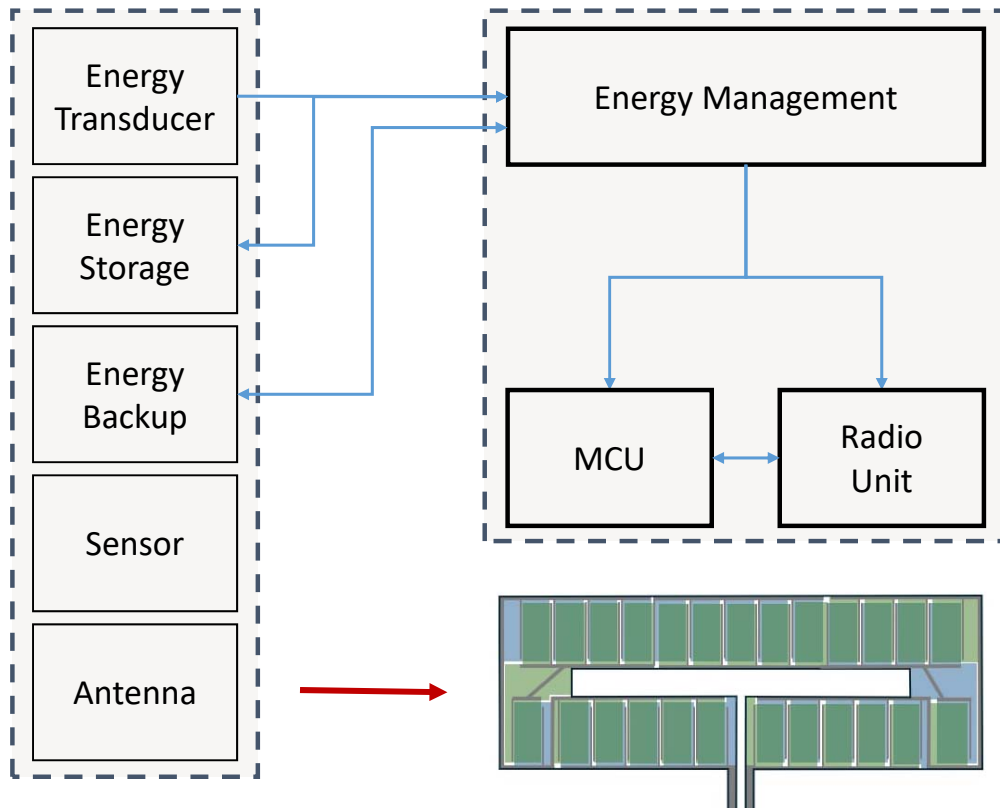 Energy
Transducer
Energy
Storage
Energy
Backup
Sensor
Antenna
Energy Management
MCU
Radio
Unit